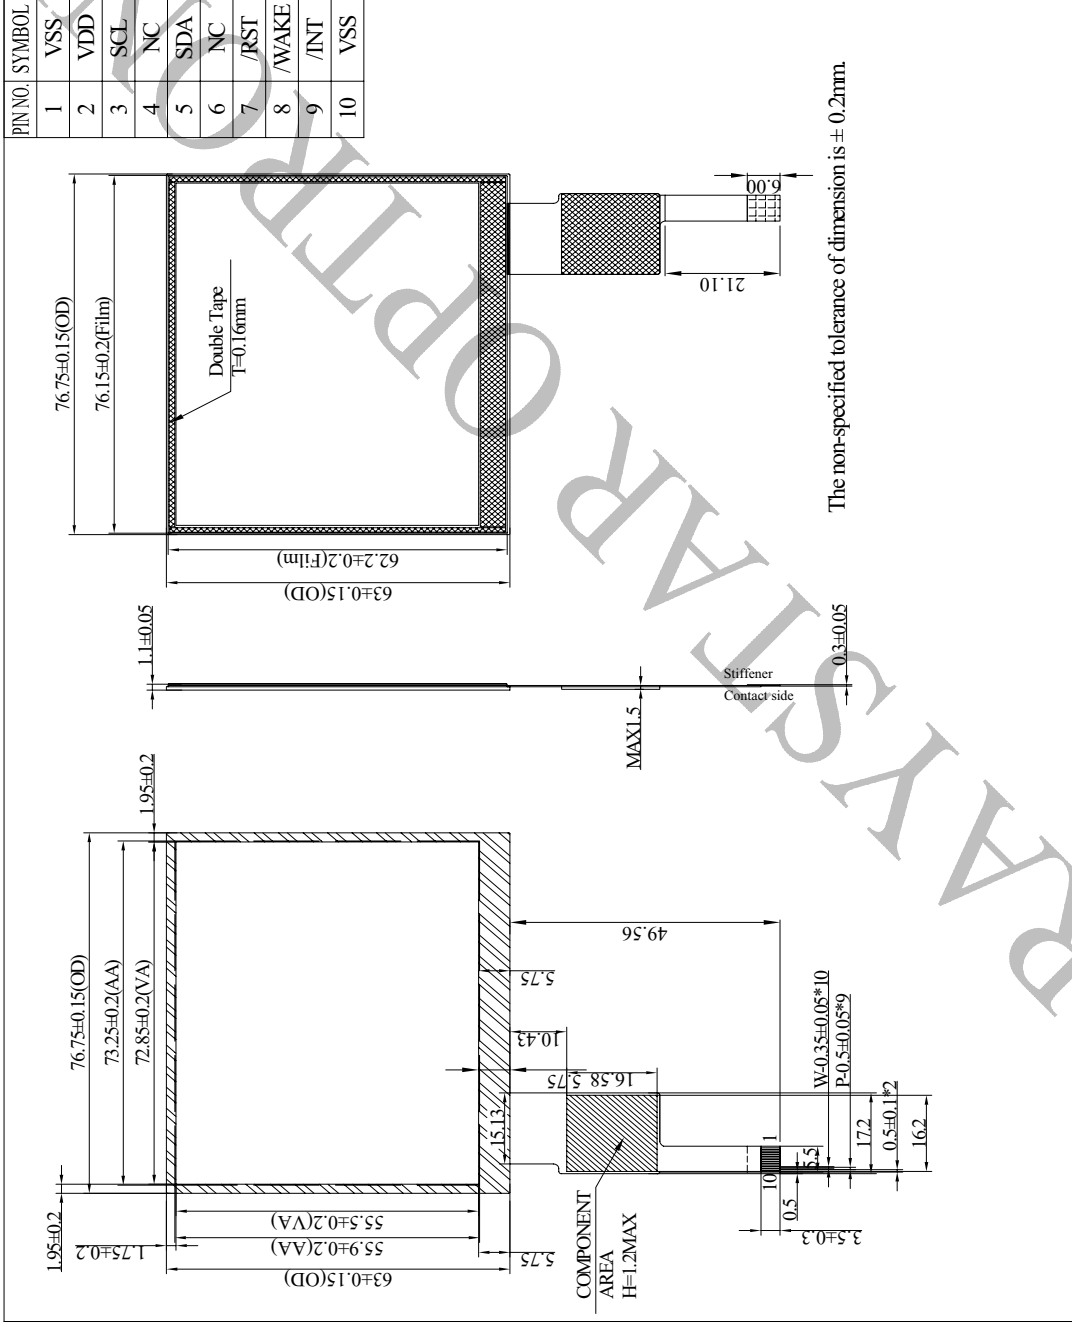 PIN NO. SYMBOL
1 VSS
2 VDD
3 SCL
4 NC
5 SDA
6 NC
7 /RST
8 /WAKE
9 /INT
10 VSS
76.75±0.15(OD)
76.15±0.2(Film)
Double Tape
T=0.16mm
62.2±0.2(Film)
63±0.15(OD)
6.00
21.10
The non-specified tolerance of dimension is ± 0.2mm.
1.1±0.05
MAX1.5
Stiffener
Contact side
0.3±0.05
1.95±0.2
76.75±0.15(OD)
73.25±0.2(AA)
72.85±0.2(VA)
1.95±0.2
1.75±0.2
55.5±0.2(VA)
55.9±0.2(AA)
63±0.15(OD)
5.75
5.75
5.75
49.56
10.43
16.58
15.13
COMPONENT
AREA
H=1.2MAX
10
1
5.5
0.5
3.5±0.3
W-0.35±0.05*10
P-0.5±0.05*9
0.5±0.1*2
17.2
16.2
RAYSTAR OPTRON